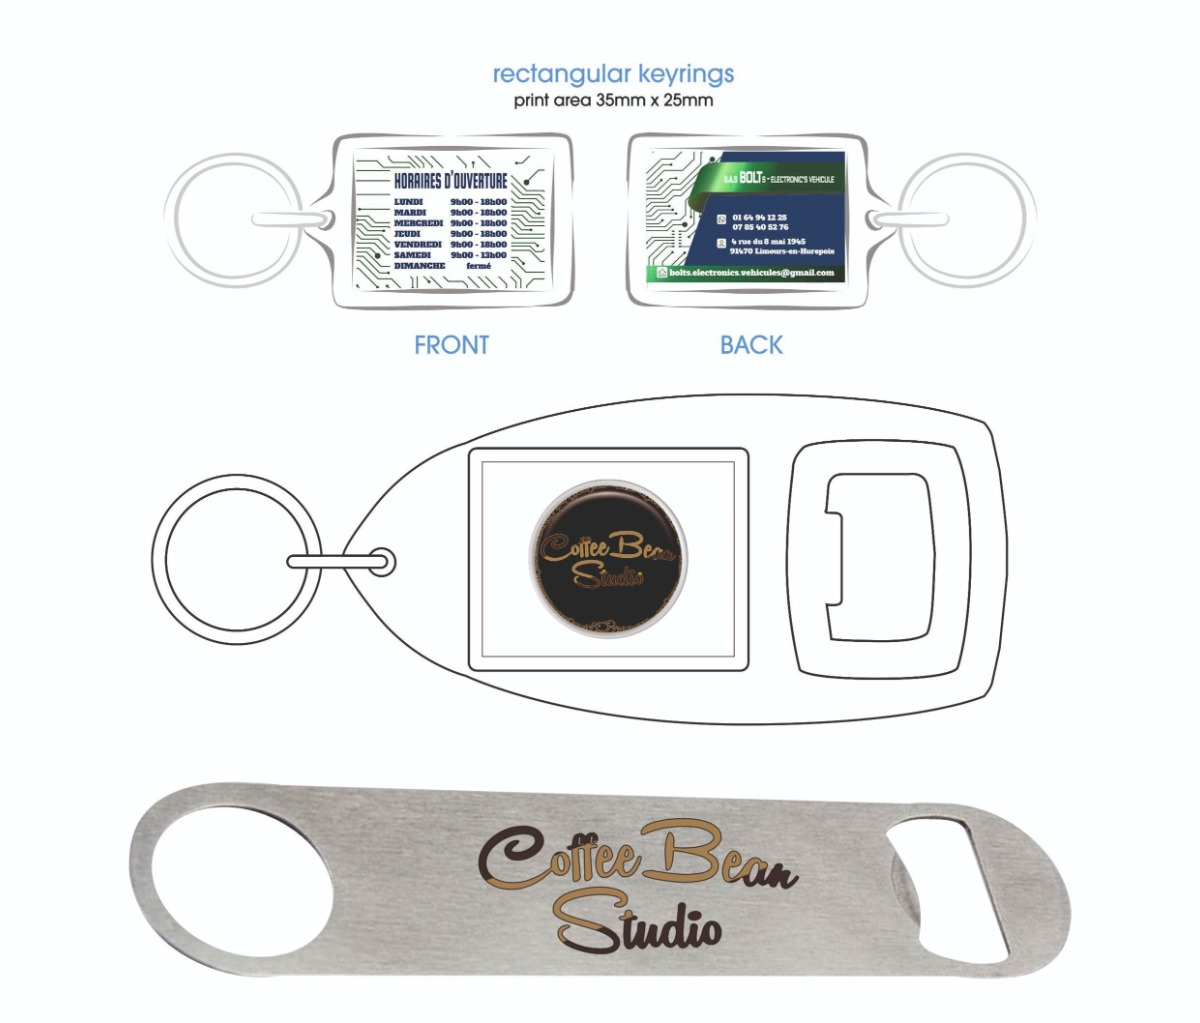 rectangular keyrings
print area 35mm x 25mm
HORAIRES D'OUVERTURE
LUNDI 9h00 - 18h00
MARDI 9h00 - 18h00
MERCREDI 9h00 - 18h00
JEUDI 9h00 - 18h00
VENDREDI 9h00 - 18h00
SAMEDI 9h00 - 13h00
DIMANCHE fermé
S.A.S BOLTs - ELECTRONIC'S VEHICULE
01 64 94 12 28
07 85 40 52 76
4 rue du 8 mai 1945
91470 Limours-en-Hurepoix
bolts.electronics.vehicules@gmail.com
FRONT
BACK
Coffee Bean
Studio
Coffee Bean
Studio